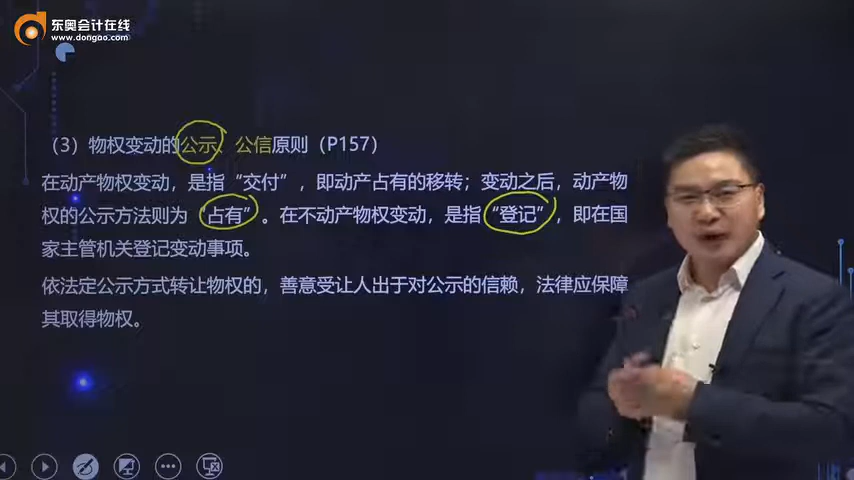 东奥会计在线
www.dongao.com
（3）物权变动的公示、公信原则（P157）
在动产物权变动，是指“交付”，即动产占有的移转；变动之后，动产物
权的公示方法则为“占有”。在不动产物权变动，是指“登记”，即在国
家主管机关登记变动事项。
依法定公示方式转让物权的，善意受让人出于对公示的信赖，法律应保障
其取得物权。